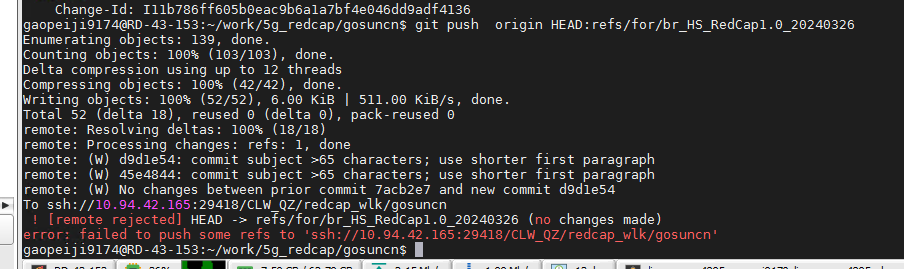 Change-Id: I11b786ff605b0eac9b6a1a7bf4e046dd9adf4136
gaopeiji9174@RD-43-153:~/work/5g_redcap/gosuncn$ git push  origin HEAD:refs/for/br_HS_RedCap1.0_20240326
Enumerating objects: 139, done.
Counting objects: 100% (103/103), done.
Delta compression using up to 12 threads
Compressing objects: 100% (42/42), done.
Writing objects: 100% (52/52), 6.00 KiB | 511.00 KiB/s, done.
Total 52 (delta 18), reused 0 (delta 0), pack-reused 0
remote: Resolving deltas: 100% (18/18)
remote: Processing changes: refs: 1, done
remote: (W) d9d1e54: commit subject >65 characters; use shorter first paragraph
remote: (W) 45e4844: commit subject >65 characters; use shorter first paragraph
remote: (W) No changes between prior commit 7acb2e7 and new commit d9d1e54
To ssh://10.94.42.165:29418/CLW_QZ/redcap_wlk/gosuncn
 ! [remote rejected] HEAD -> refs/for/br_HS_RedCap1.0_20240326 (no changes made)
error: failed to push some refs to 'ssh://10.94.42.165:29418/CLW_QZ/redcap_wlk/gosuncn'
gaopeiji9174@RD-43-153:~/work/5g_redcap/gosuncn$